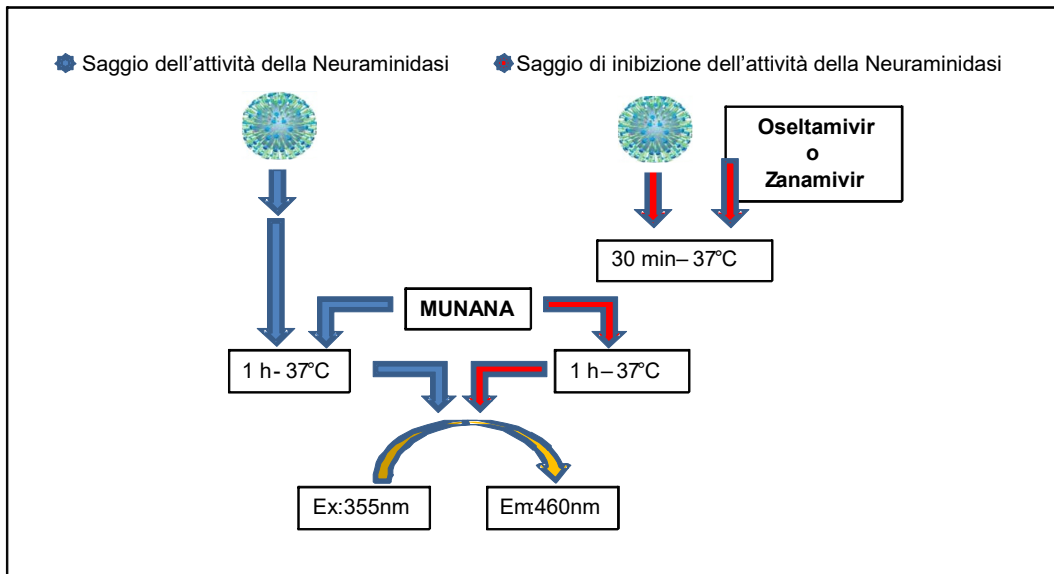 Saggio dell'attività della Neuraminidasi
Saggio di inibizione dell'attività della Neuraminidasi
Oseltamivir
o
Zanamivir
30 min– 37°C
MUNANA
1 h- 37°C
1 h– 37°C
Ex:355nm
Em:460nm